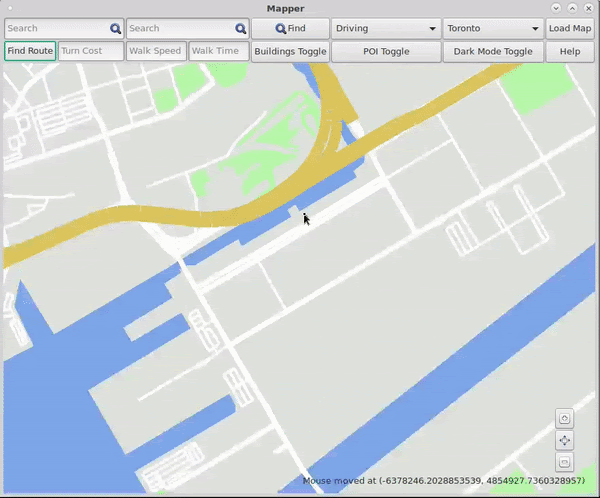 Mapper
Search Search Find Driving Toronto Load Map
Find Route Turn Cost Walk Speed Walk Time Buildings Toggle POI Toggle Dark Mode Toggle Help
Mouse moved at (-6378246.2028853539, 4854927.7360328957)